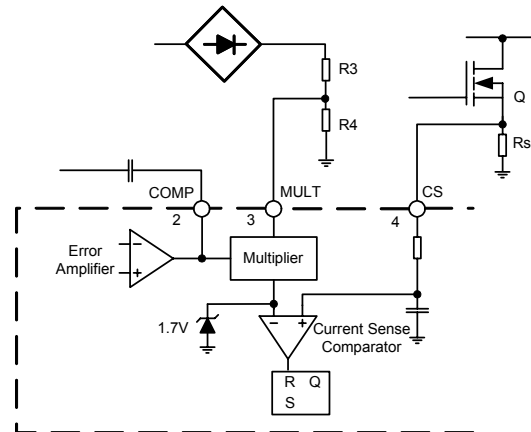 R3
Q
R4
Rs
COMP
MULT
CS
2
3
4
Error
Amplifier
−
+
Multiplier
1.7V
−
+
Current Sense
Comparator
R Q
S